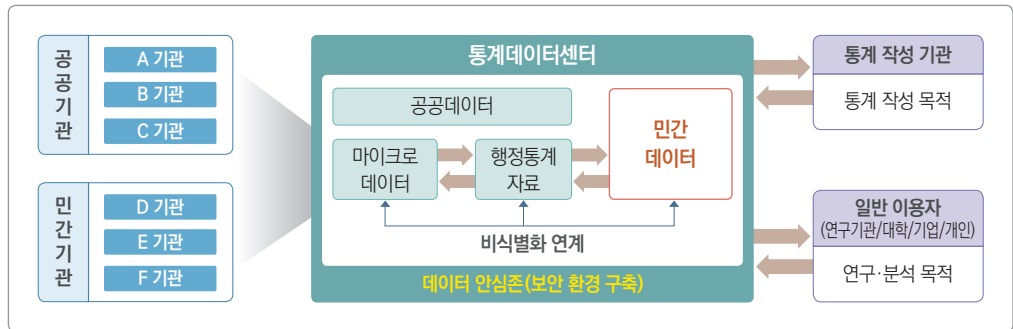 공공기관
A 기관
B 기관
C 기관
민간기관
D 기관
E 기관
F 기관
통계데이터센터
공공데이터
마이크로
데이터
행정통계
자료
민간
데이터
비식별화 연계
데이터 안심존(보안 환경 구축)
통계 작성 기관
통계 작성 목적
일반 이용자
(연구기관/대학/기업/개인)
연구·분석 목적